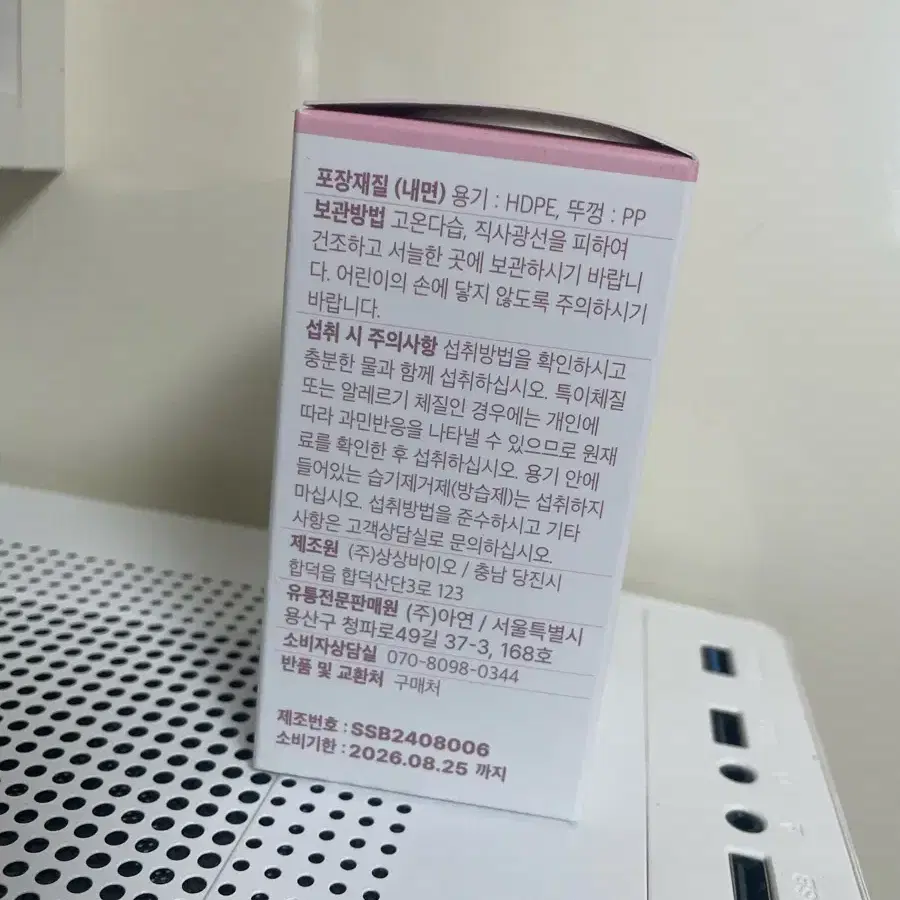 포장재질 (내면) 용기 : HDPE, 뚜껑 : PP
보관방법 고온다습, 직사광선을 피하여
건조하고 서늘한 곳에 보관하시기 바랍니
다. 어린이의 손에 닿지 않도록 주의하시기
바랍니다.
섭취 시 주의사항 섭취방법을 확인하시고
충분한 물과 함께 섭취하십시오. 특이체질
또는 알레르기 체질인 경우에는 개인에
따라 과민반응을 나타낼 수 있으므로 원재
료를 확인한 후 섭취하십시오. 용기 안에
들어있는 습기제거제(방습제)는 섭취하지
마십시오. 섭취방법을 준수하시고 기타
사항은 고객상담실로 문의하십시오.
제조원 (주)상상바이오 / 충남 당진시
합덕읍 합덕산단3로 123
유통전문판매원 (주)아연 / 서울특별시
용산구 청파로49길 37-3, 168호
소비자상담실 070-8098-0344
반품 및 교환처 구매처
제조번호 : SSB2408006
소비기한 : 2026.08.25 까지